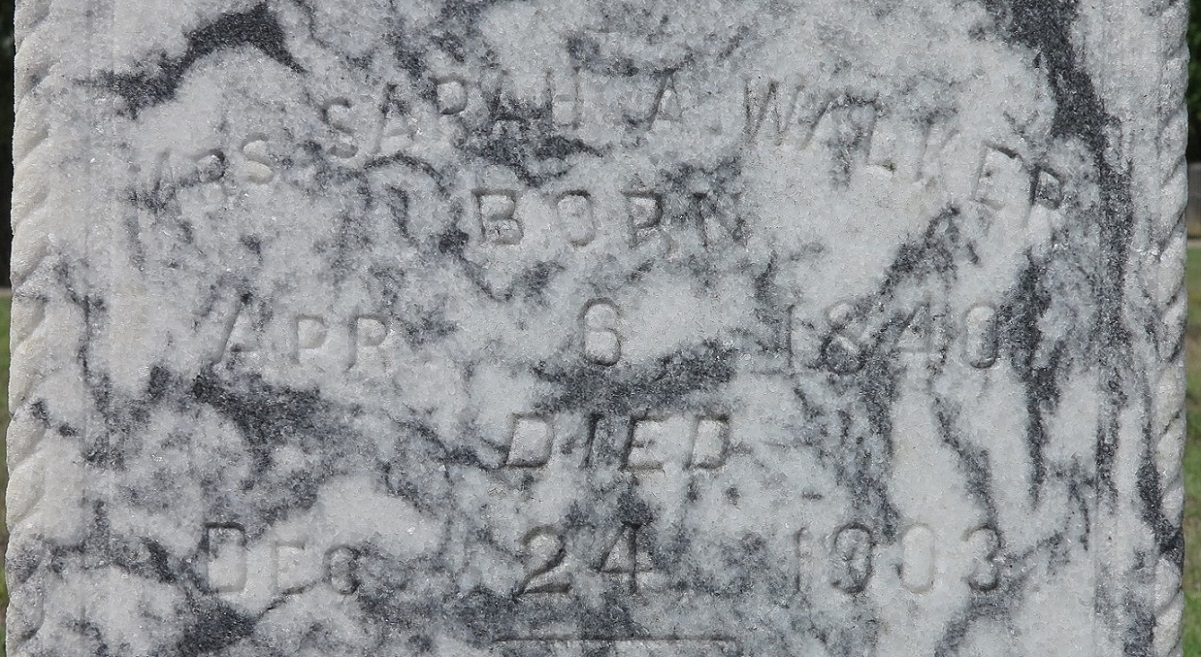 MRS. SARAH A. WALKER
BORN
APR 6 1840
DIED
DEC 24 1903